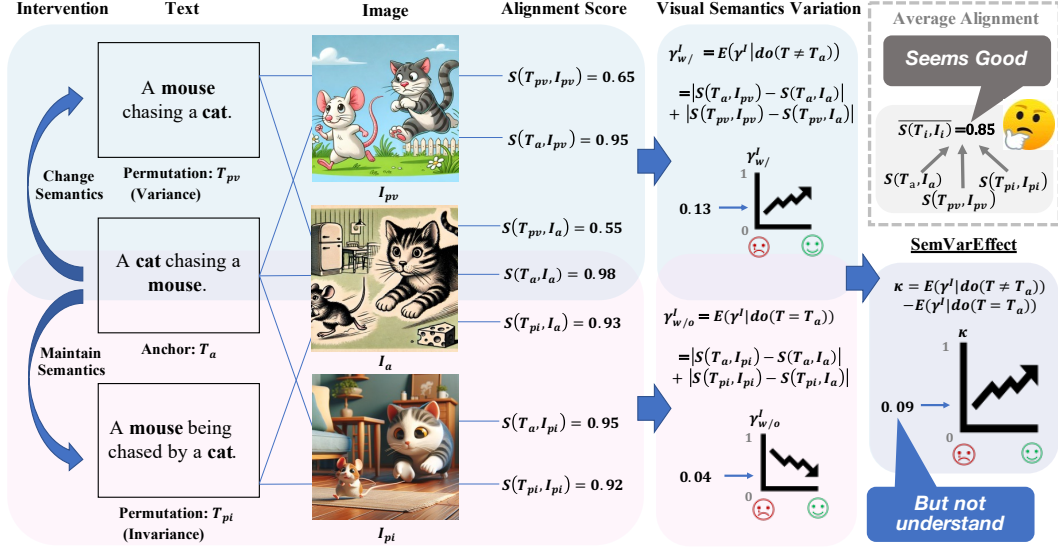 Intervention
Text
Image
Alignment Score
Visual Semantics Variation
A mouse
chasing a cat.
Permutation: T_pv
(Variance)
Change
Semantics
A cat chasing a
mouse.
Anchor: T_a
Maintain
Semantics
A mouse being
chased by a cat.
Permutation: T_pi
(Invariance)
I_pv
I_a
I_pi
S(T_pv, I_pv) = 0.65
S(T_a, I_pv) = 0.95
S(T_pv, I_a) = 0.55
S(T_a, I_a) = 0.98
S(T_pi, I_a) = 0.93
S(T_a, I_pi) = 0.95
S(T_pi, I_pi) = 0.92
γ^I_w/ = E(γ^I|do(T ≠ T_a))
=|S(T_a, I_pv) − S(T_a, I_a)|
+ |S(T_pv, I_pv) − S(T_pv, I_a)|
γ^I_w/
1
0.13
0
γ^I_w/o = E(γ^I|do(T = T_a))
=|S(T_a, I_pi) − S(T_a, I_a)|
+ |S(T_pi, I_pi) − S(T_pi, I_a)|
γ^I_w/o
1
0.04
0
Average Alignment
Seems Good
S(T_i, I_i) =0.85
S(T_a, I_a)
S(T_pi, I_pi)
S(T_pv, I_pv)
SemVarEffect
κ = E(γ^I|do(T ≠ T_a))
−E(γ^I|do(T = T_a))
κ
1
0.09
0
But not
understand